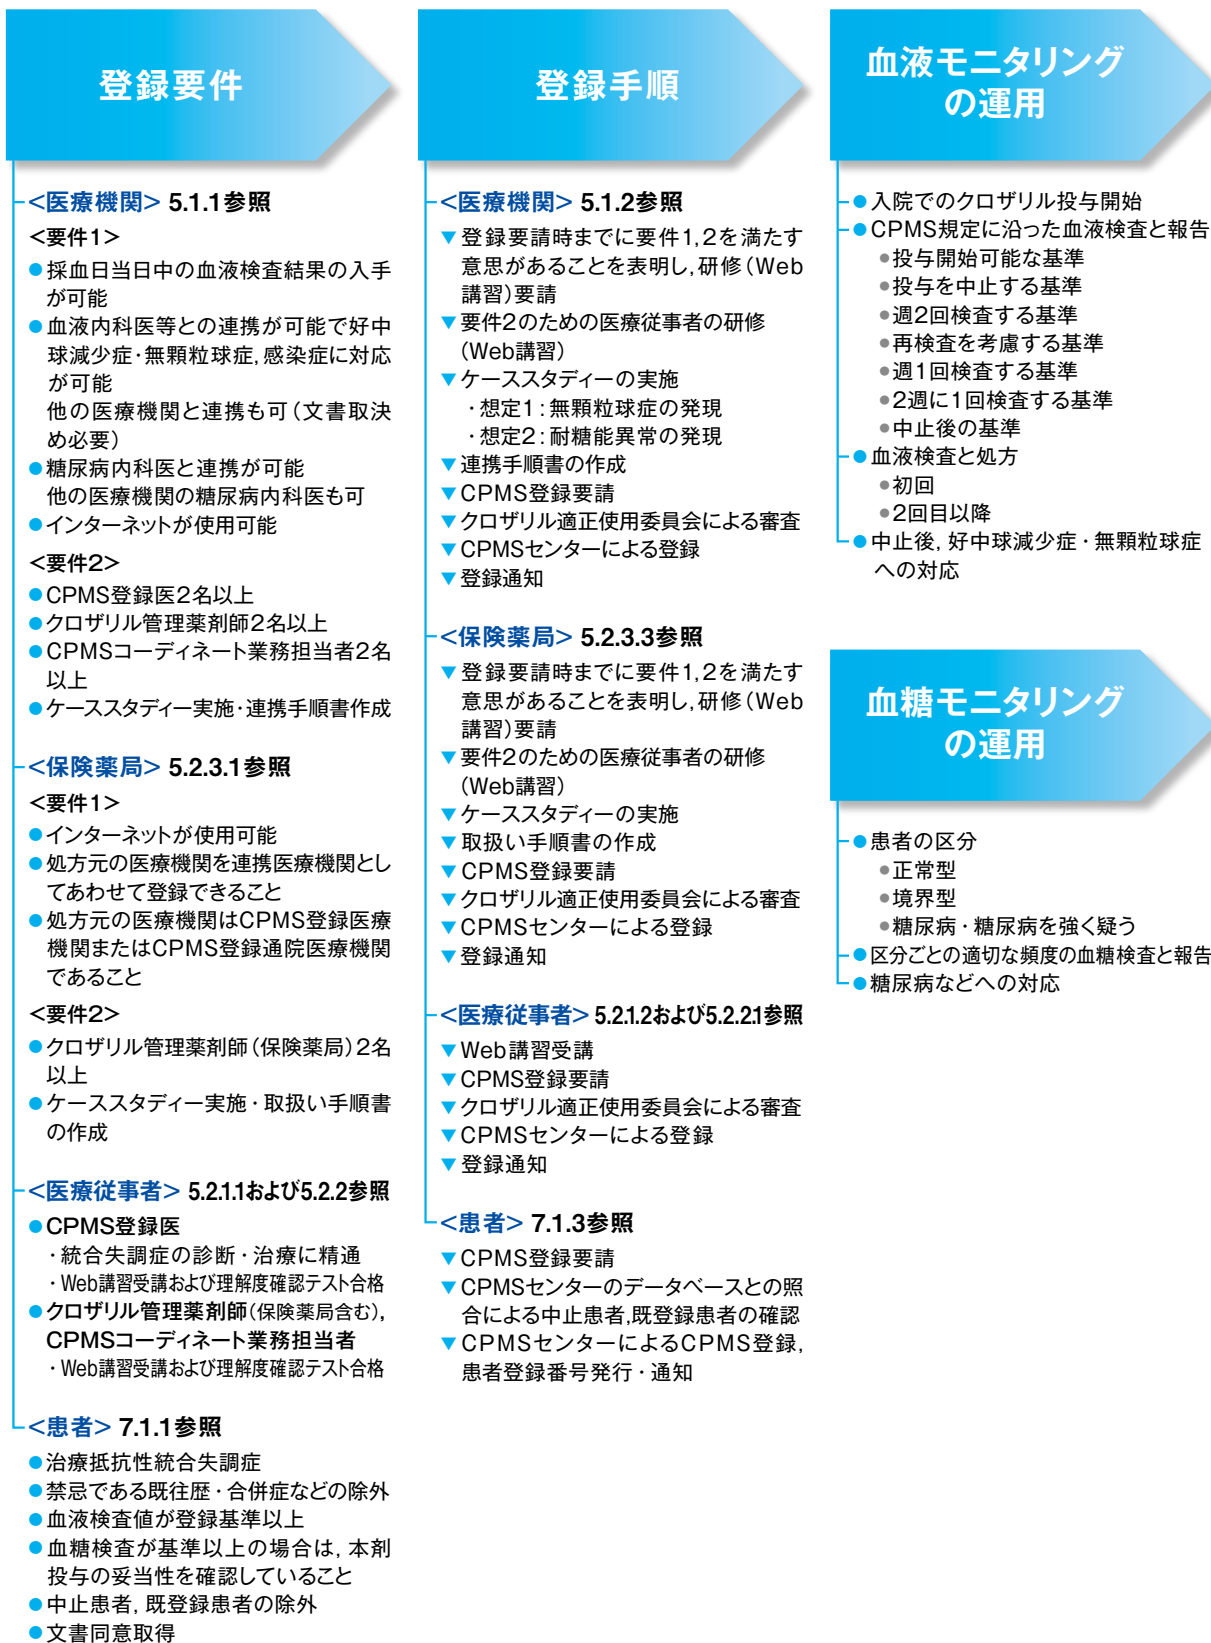 登録要件
<医療機関> 5.1.1参照
<要件1>
●採血日当日中の血液検査結果の入手
が可能
●血液内科医等との連携が可能で好中
球減少症・無顆粒球症,感染症に対応
が可能
他の医療機関と連携も可(文書取決
め必要)
●糖尿病内科医と連携が可能
他の医療機関の糖尿病内科医も可
●インターネットが使用可能
<要件2>
●CPMS登録医2名以上
●クロザリル管理薬剤師2名以上
●CPMSコーディネート業務担当者2名
以上
●ケーススタディー実施・連携手順書作成
<保険薬局> 5.2.3.1参照
<要件1>
●インターネットが使用可能
●処方元の医療機関を連携医療機関とし
てあわせて登録できること
●処方元の医療機関はCPMS登録医療
機関またはCPMS登録通院医療機関
であること
<要件2>
●クロザリル管理薬剤師(保険薬局)2名
以上
●ケーススタディー実施・取扱い手順書
の作成
<医療従事者> 5.2.1.1および5.2.2参照
●CPMS登録医
・統合失調症の診断・治療に精通
・Web講習受講および理解度確認テスト合格
●クロザリル管理薬剤師(保険薬局含む),
CPMSコーディネート業務担当者
・Web講習受講および理解度確認テスト合格
<患者> 7.1.1参照
●治療抵抗性統合失調症
●禁忌である既往歴・合併症などの除外
●血液検査値が登録基準以上
●血糖検査が基準以上の場合は,本剤
投与の妥当性を確認していること
●中止患者,既登録患者の除外
●文書同意取得
登録手順
<医療機関> 5.1.2参照
▼登録要請時までに要件1,2を満たす
意思があることを表明し,研修(Web
講習)要請
▼要件2のための医療従事者の研修
(Web講習)
▼ケーススタディーの実施
・想定1:無顆粒球症の発現
・想定2:耐糖能異常の発現
▼連携手順書の作成
▼CPMS登録要請
▼クロザリル適正使用委員会による審査
▼CPMSセンターによる登録
▼登録通知
<保険薬局> 5.2.3.3参照
▼登録要請時までに要件1,2を満たす
意思があることを表明し,研修(Web
講習)要請
▼要件2のための医療従事者の研修
(Web講習)
▼ケーススタディーの実施
▼取扱い手順書の作成
▼CPMS登録要請
▼クロザリル適正使用委員会による審査
▼CPMSセンターによる登録
▼登録通知
<医療従事者> 5.2.1.2および5.2.2.1参照
▼Web講習受講
▼CPMS登録要請
▼クロザリル適正使用委員会による審査
▼CPMSセンターによる登録
▼登録通知
<患者> 7.1.3参照
▼CPMS登録要請
▼CPMSセンターのデータベースとの照
合による中止患者,既登録患者の確認
▼CPMSセンターによるCPMS登録,
患者登録番号発行・通知
血液モニタリング
の運用
●入院でのクロザリル投与開始
●CPMS規定に沿った血液検査と報告
●投与開始可能な基準
●投与を中止する基準
●週2回検査する基準
●再検査を考慮する基準
●週1回検査する基準
●2週に1回検査する基準
●中止後の基準
●血液検査と処方
●初回
●2回目以降
●中止後,好中球減少症・無顆粒球症
への対応
血糖モニタリング
の運用
●患者の区分
●正常型
●境界型
●糖尿病・糖尿病を強く疑う
●区分ごとの適切な頻度の血糖検査と報告
●糖尿病などへの対応